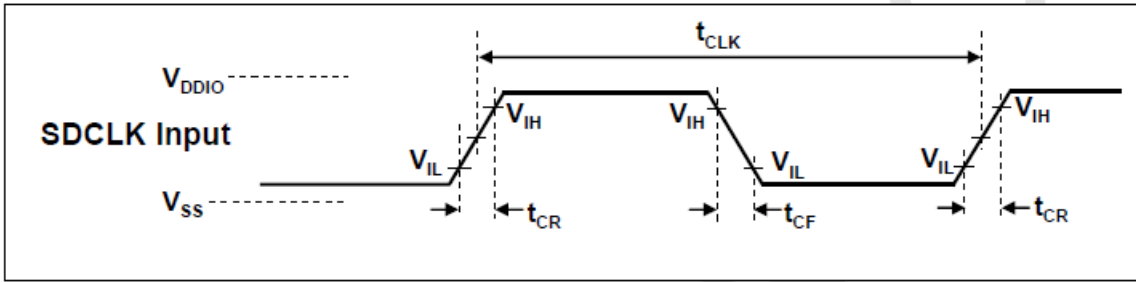 tCLK
VDDIO
VIH VIH VIH
SDCLK Input
VIL VIL VIL
VSS
tCR tCF tCR